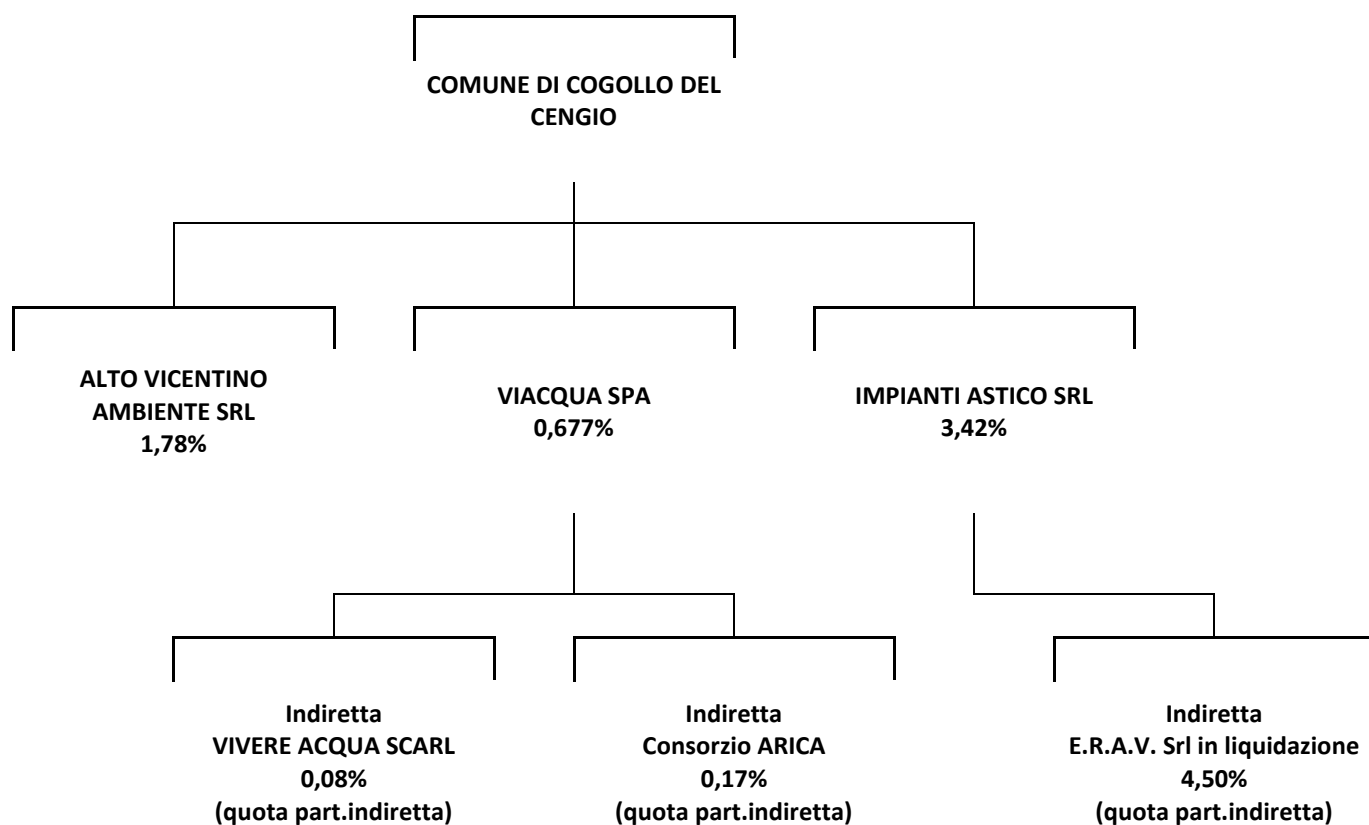 COMUNE DI COGOLLO DEL
CENGIO
ALTO VICENTINO
AMBIENTE SRL
1,78%
VIACQUA SPA
0,677%
IMPIANTI ASTICO SRL
3,42%
Indiretta
VIVERE ACQUA SCARL
0,08%
(quota part.indiretta)
Indiretta
Consorzio ARICA
0,17%
(quota part.indiretta)
Indiretta
E.R.A.V. Srl in liquidazione
4,50%
(quota part.indiretta)